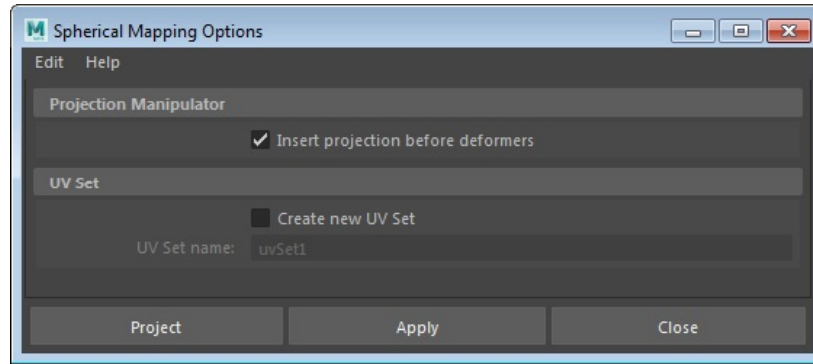 Spherical Mapping Options
Edit Help
Projection Manipulator
Insert projection before deformers
UV Set
Create new UV Set
UV Set name: uvSet1
Project Apply Close